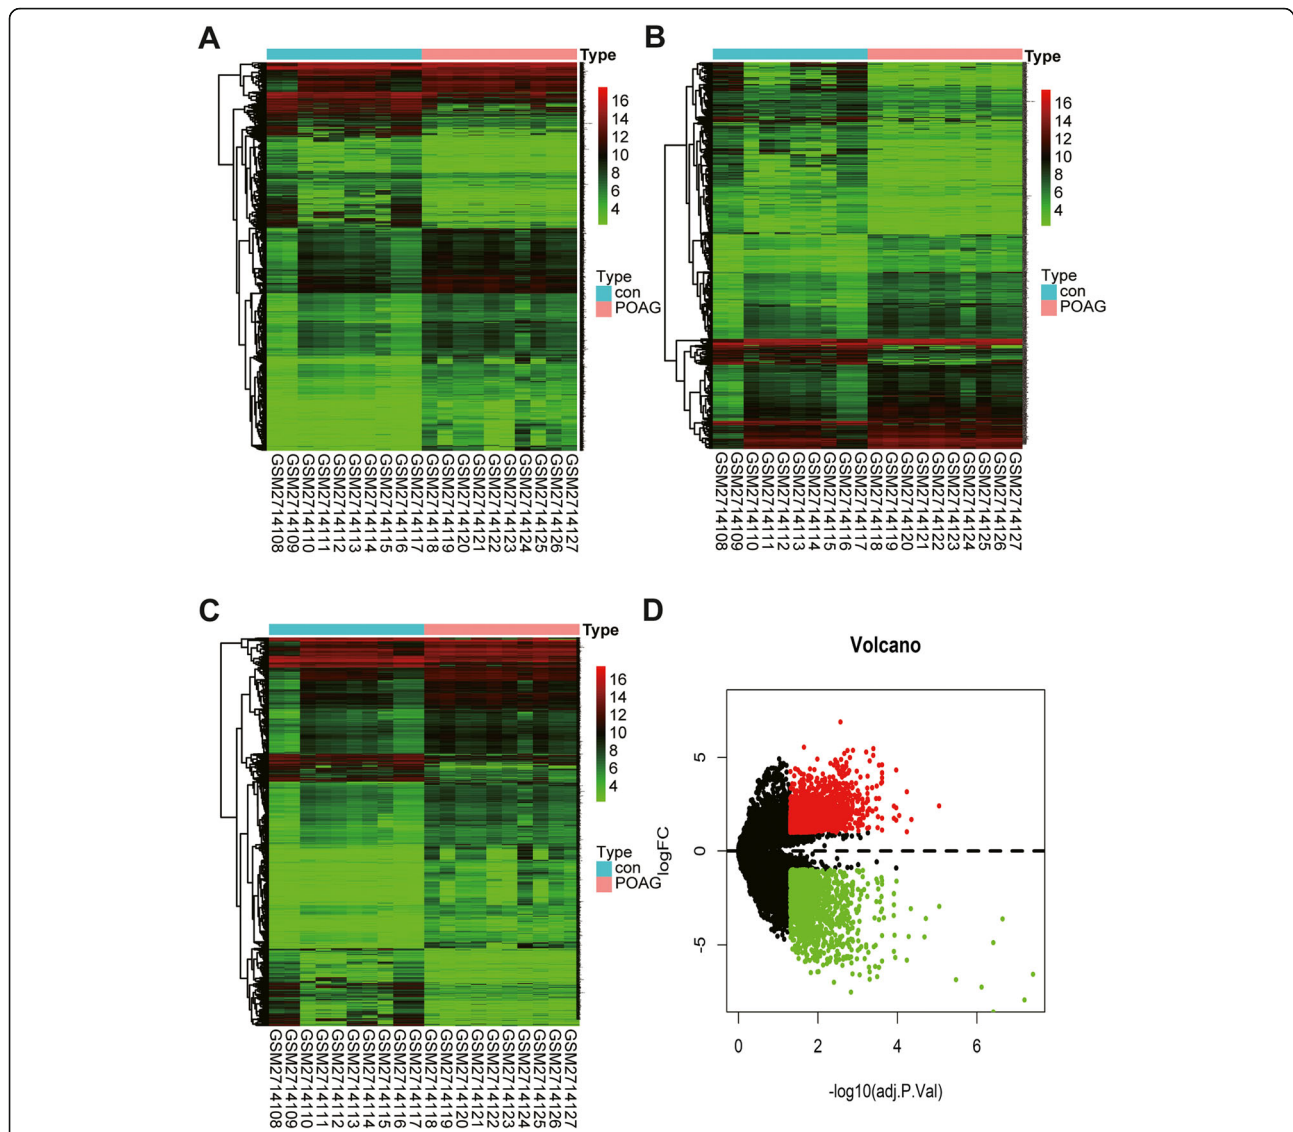 A
Type
16
14
12
10
8
6
4
Type
con
POAG
GSM2714108
GSM2714109
GSM2714110
GSM2714111
GSM2714112
GSM2714113
GSM2714114
GSM2714115
GSM2714116
GSM2714117
GSM2714118
GSM2714119
GSM2714120
GSM2714121
GSM2714122
GSM2714123
GSM2714124
GSM2714125
GSM2714126
GSM2714127
B
Type
16
14
12
10
8
6
4
Type
con
POAG
GSM2714108
GSM2714109
GSM2714110
GSM2714111
GSM2714112
GSM2714113
GSM2714114
GSM2714115
GSM2714116
GSM2714117
GSM2714118
GSM2714119
GSM2714120
GSM2714121
GSM2714122
GSM2714123
GSM2714124
GSM2714125
GSM2714126
GSM2714127
C
Type
16
14
12
10
8
6
4
Type
con
POAG
GSM2714108
GSM2714109
GSM2714110
GSM2714111
GSM2714112
GSM2714113
GSM2714114
GSM2714115
GSM2714116
GSM2714117
GSM2714118
GSM2714119
GSM2714120
GSM2714121
GSM2714122
GSM2714123
GSM2714124
GSM2714125
GSM2714126
GSM2714127
D
Volcano
5
0
-5
logFC
0 2 4 6
-log10(adj.P.Val)